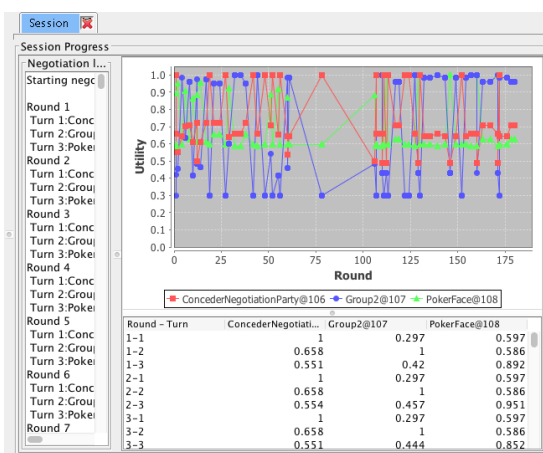 Session
Session Progress
Negotiation l...
Starting nego
Round 1
Turn 1:Conc
Turn 2:Grou
Turn 3:Poke
Round 2
Turn 1:Conc
Turn 2:Grou
Turn 3:Poke
Round 3
Turn 1:Conc
Turn 2:Grou
Turn 3:Poke
Round 4
Turn 1:Conc
Turn 2:Grou
Turn 3:Poke
Round 5
Turn 1:Conc
Turn 2:Grou
Turn 3:Poke
Round 6
Turn 1:Conc
Turn 2:Grou
Turn 3:Poke
Round 7
Utility
1.0
0.9
0.8
0.7
0.6
0.5
0.4
0.3
0.2
0.1
0.0
0 25 50 75 100 125 150 175
Round
ConcederNegotiationParty@106 Group2@107 PokerFace@108
Round - Turn ConcederNegotiati... Group2@107 PokerFace@108
1-1 1 0.297 0.597
1-2 0.658 1 0.586
1-3 0.551 0.42 0.892
2-1 1 0.297 0.597
2-2 0.658 1 0.586
2-3 0.554 0.457 0.951
3-1 1 0.297 0.597
3-2 0.658 1 0.586
3-3 0.551 0.444 0.852